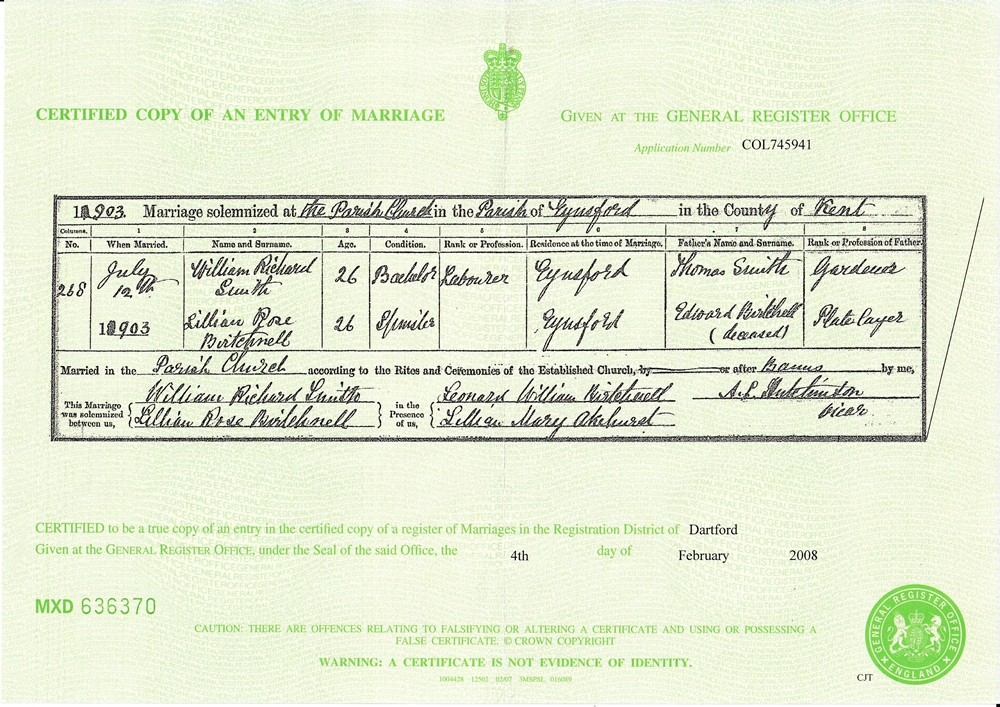 CERTIFIED COPY OF AN ENTRY OF MARRIAGE
GIVEN AT THE GENERAL REGISTER OFFICE
Application Number COL745941
1903. Marriage solemnized at the Parish Church in the Parish of Eynsford in the County of Kent
Columns. 1 2 3 4 5 6 7 8
No. When Married. Name and Surname. Age. Condition. Rank or Profession. Residence at the time of Marriage. Father's Name and Surname. Rank or Profession of Father.
268 July 12th 1903 William Richard Smith 26 Bachelor Labourer Eynsford Thomas Smith Gardener
Lillian Rose Birtchnell 26 Spinster Eynsford Edward Birtchnell (deceased) Plate layer
Married in the Parish Church according to the Rites and Ceremonies of the Established Church, by or after Banns by me,
This Marriage was solemnized between us, { William Richard Smith } in the Presence of us, { Leonard William Birtchnell A.S. Hutchinson
Lillian Rose Birtchnell Lillian Mary Akehurst Vicar
CERTIFIED to be a true copy of an entry in the certified copy of a register of Marriages in the Registration District of Dartford
Given at the GENERAL REGISTER OFFICE, under the Seal of the said Office, the 4th day of February 2008
MXD 636370
CAUTION: THERE ARE OFFENCES RELATING TO FALSIFYING OR ALTERING A CERTIFICATE AND USING OR POSSESSING A
FALSE CERTIFICATE. © CROWN COPYRIGHT
WARNING: A CERTIFICATE IS NOT EVIDENCE OF IDENTITY.
1004428 12502 02/07 3MSPSL 016089
GENERAL REGISTER OFFICE
ENGLAND
CJT